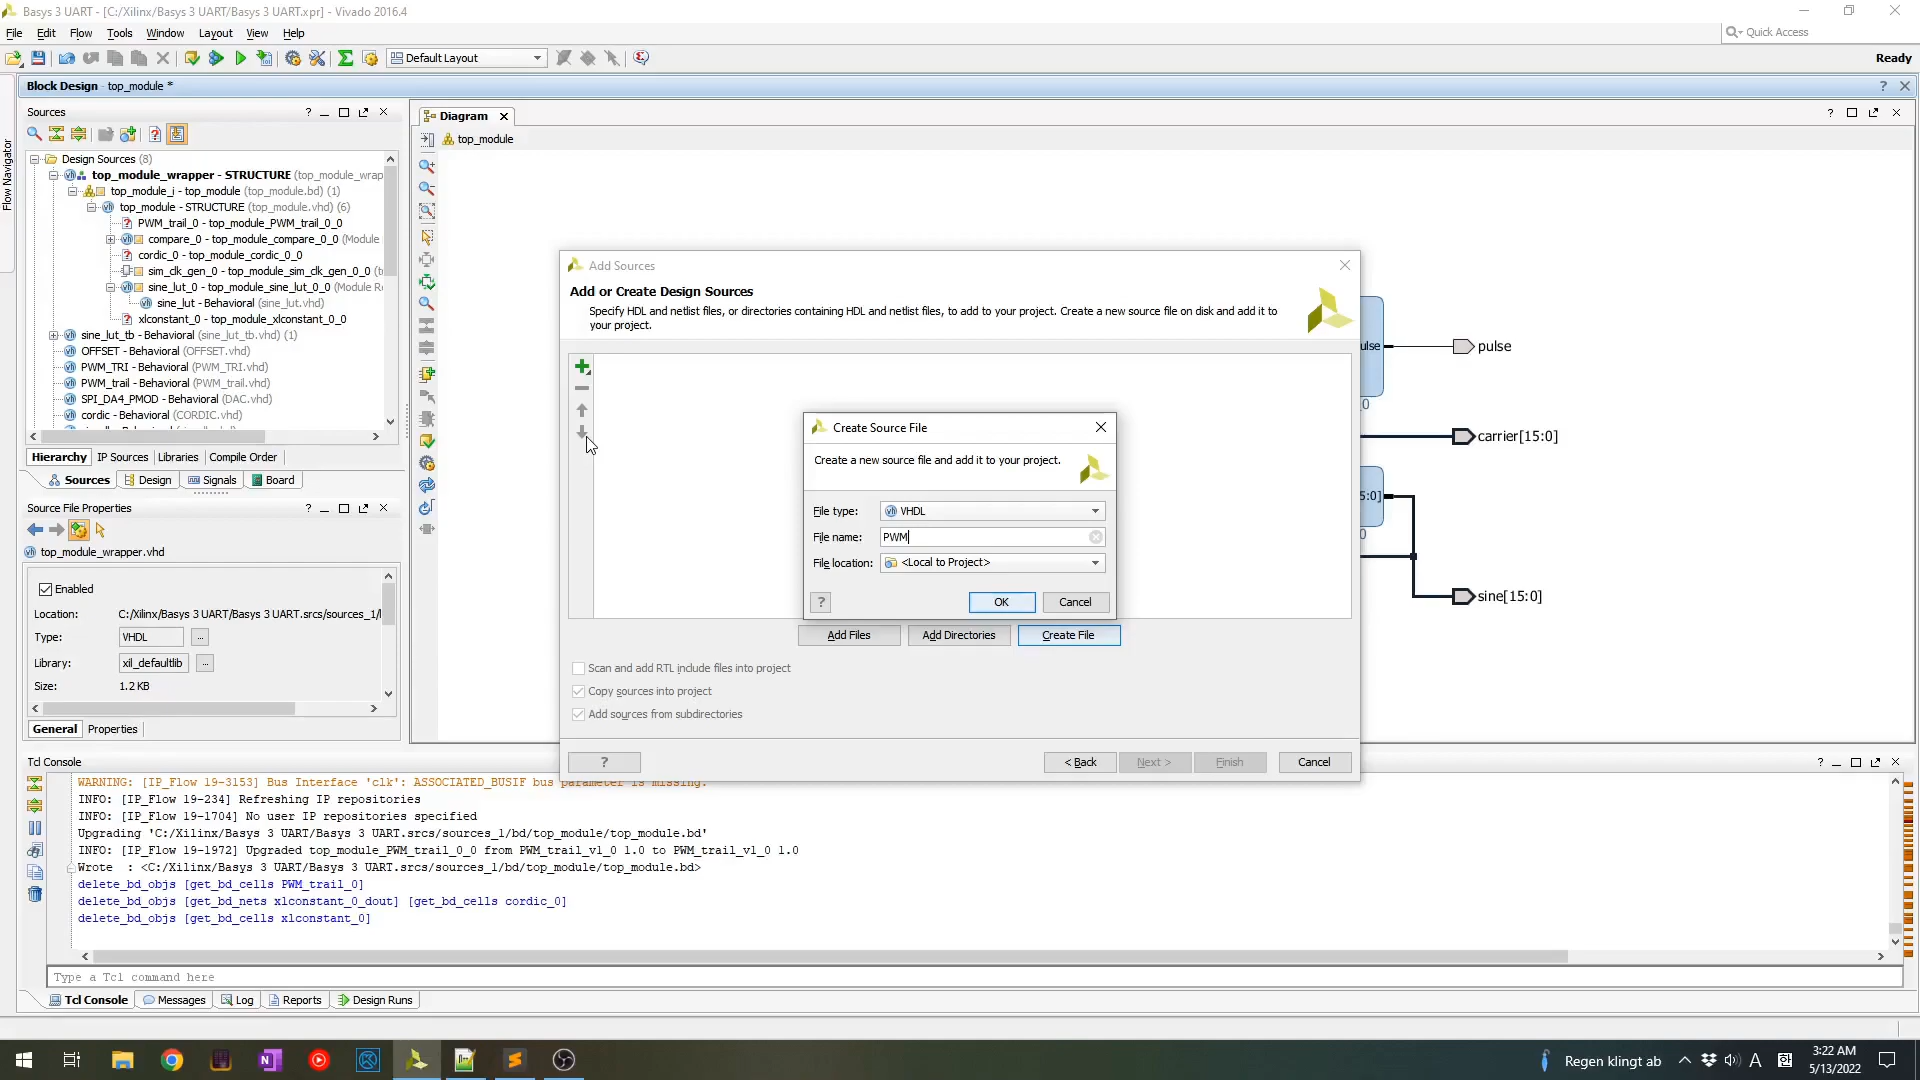 Basys 3 UART - [C:/Xilinx/Basys 3 UART/Basys 3 UART.xpr] - Vivado 2016.4
File Edit Flow Tools Window Layout View Help
Quick Access
Default Layout
Ready
Block Design - top_module *
Flow Navigator
Sources
Design Sources (8)
top_module_wrapper - STRUCTURE (top_module_wrap
top_module_i - top_module (top_module.bd) (1)
top_module - STRUCTURE (top_module.vhd) (6)
PWM_trail_0 - top_module_PWM_trail_0_0
compare_0 - top_module_compare_0_0 (Module
cordic_0 - top_module_cordic_0_0
sim_clk_gen_0 - top_module_sim_clk_gen_0_0 (t
sine_lut_0 - top_module_sine_lut_0_0 (Module R
sine_lut - Behavioral (sine_lut.vhd)
xlconstant_0 - top_module_xlconstant_0_0
sine_lut_tb - Behavioral (sine_lut_tb.vhd) (1)
OFFSET - Behavioral (OFFSET.vhd)
PWM_TRI - Behavioral (PWM_TRI.vhd)
PWM_trail - Behavioral (PWM_trail.vhd)
SPI_DA4_PMOD - Behavioral (DAC.vhd)
cordic - Behavioral (CORDIC.vhd)
Hierarchy IP Sources Libraries Compile Order
Sources Design Signals Board
Source File Properties
top_module_wrapper.vhd
Enabled
Location: C:/Xilinx/Basys 3 UART/Basys 3 UART.srcs/sources_1/
Type: VHDL ...
Library: xil_defaultlib ...
Size: 1.2 KB
General Properties
Diagram
top_module
ulse
pulse
0
carrier[15:0]
5:0]
0
sine[15:0]
Add Sources
Add or Create Design Sources
Specify HDL and netlist files, or directories containing HDL and netlist files, to add to your project. Create a new source file on disk and add it to
your project.
Create Source File
Create a new source file and add it to your project.
File type: VHDL
File name: PWM
File location: <Local to Project>
? OK Cancel
Add Files Add Directories Create File
Scan and add RTL include files into project
Copy sources into project
Add sources from subdirectories
? < Back Next > Finish Cancel
Tcl Console
WARNING: [IP_Flow 19-3153] Bus Interface 'clk': ASSOCIATED_BUSIF bus parameter is missing.
INFO: [IP_Flow 19-234] Refreshing IP repositories
INFO: [IP_Flow 19-1704] No user IP repositories specified
Upgrading 'C:/Xilinx/Basys 3 UART/Basys 3 UART.srcs/sources_1/bd/top_module/top_module.bd'
INFO: [IP_Flow 19-1972] Upgraded top_module_PWM_trail_0_0 from PWM_trail_v1_0 1.0 to PWM_trail_v1_0 1.0
Wrote  : <C:/Xilinx/Basys 3 UART/Basys 3 UART.srcs/sources_1/bd/top_module/top_module.bd>
delete_bd_objs [get_bd_cells PWM_trail_0]
delete_bd_objs [get_bd_nets xlconstant_0_dout] [get_bd_cells cordic_0]
delete_bd_objs [get_bd_cells xlconstant_0]
Type a Tcl command here
Tcl Console Messages Log Reports Design Runs
Regen klingt ab
A
3:22 AM
5/13/2022